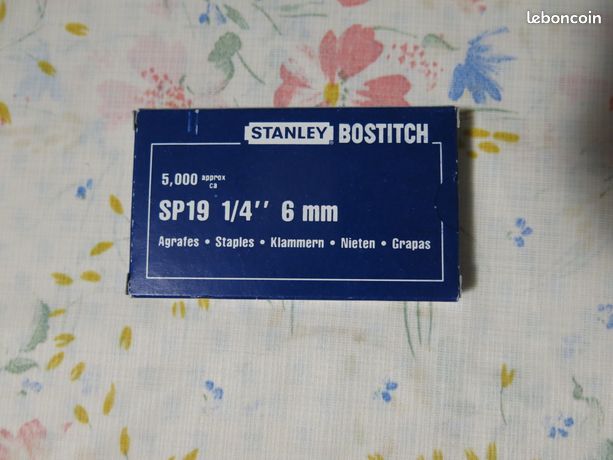 leboncoin
STANLEY BOSTITCH
5,000 approx
ca
SP19 1/4'' 6 mm
Agrafes • Staples • Klammern • Nieten • Grapas